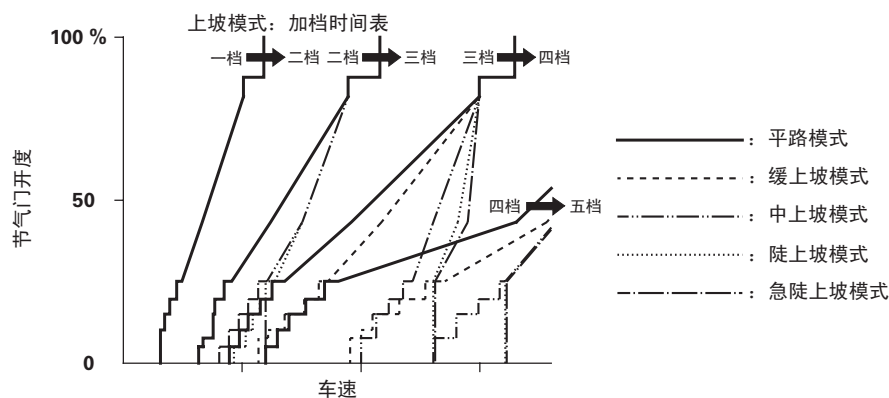 上坡模式：加档时间表
100 %
一档 二档 二档 三档 三档 四档
节气门开度
50
四档 五档
0
车速
：平路模式
：缓上坡模式
：中上坡模式
：陡上坡模式
：急陡上坡模式